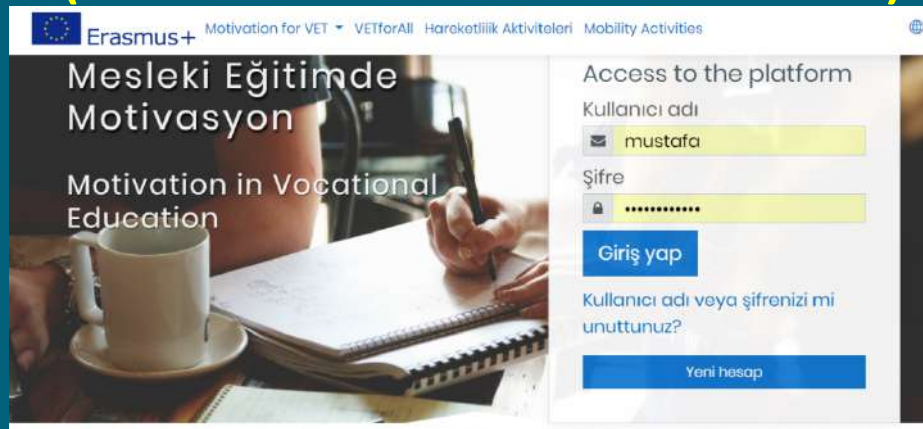 Erasmus+
Motivation for VET
VETforAll
Hareketlilik Aktiviteleri
Mobility Activities
Mesleki Eğitimde
Motivasyon
Motivation in Vocational
Education
Access to the platform
Kullanıcı adı
mustafa
Şifre
••••••••••••
Giriş yap
Kullanıcı adı veya şifrenizi mi
unuttunuz?
Yeni hesap